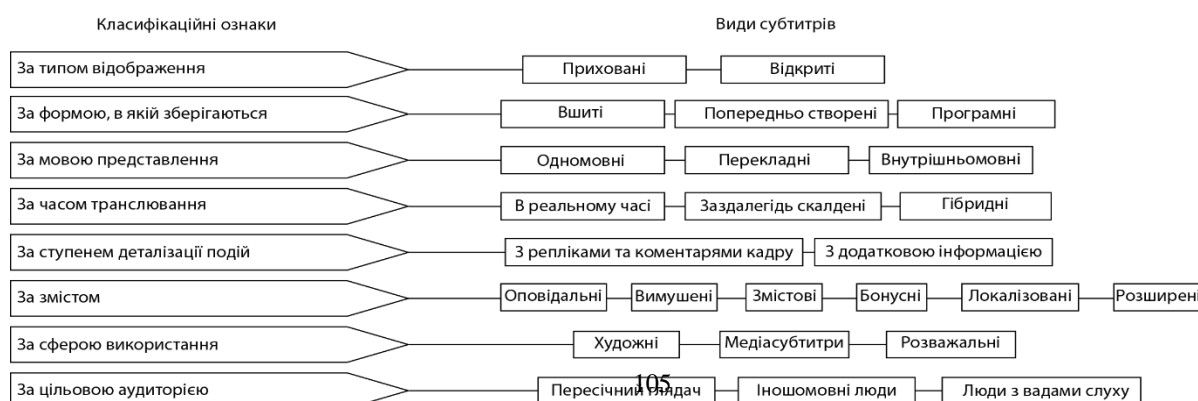 Класифікаційні ознаки Види субтитрів
За типом відображення Приховані Відкриті
За формою, в якій зберігаються Вшиті Попередньо створені Програмні
За мовою представлення Одномовні Перекладні Внутрішньомовні
За часом транслювання В реальному часі Заздалегідь скалдені Гібридні
За ступенем деталізації подій З репліками та коментарями кадру З додатковою інформацією
За змістом Оповідальні Вимушені Змістові Бонусні Локалізовані Розширені
За сферою використання Художні Медіасубтитри Розважальні
За цільовою аудиторією Пересічний глядач Іношомовні люди Люди з вадами слуху
105